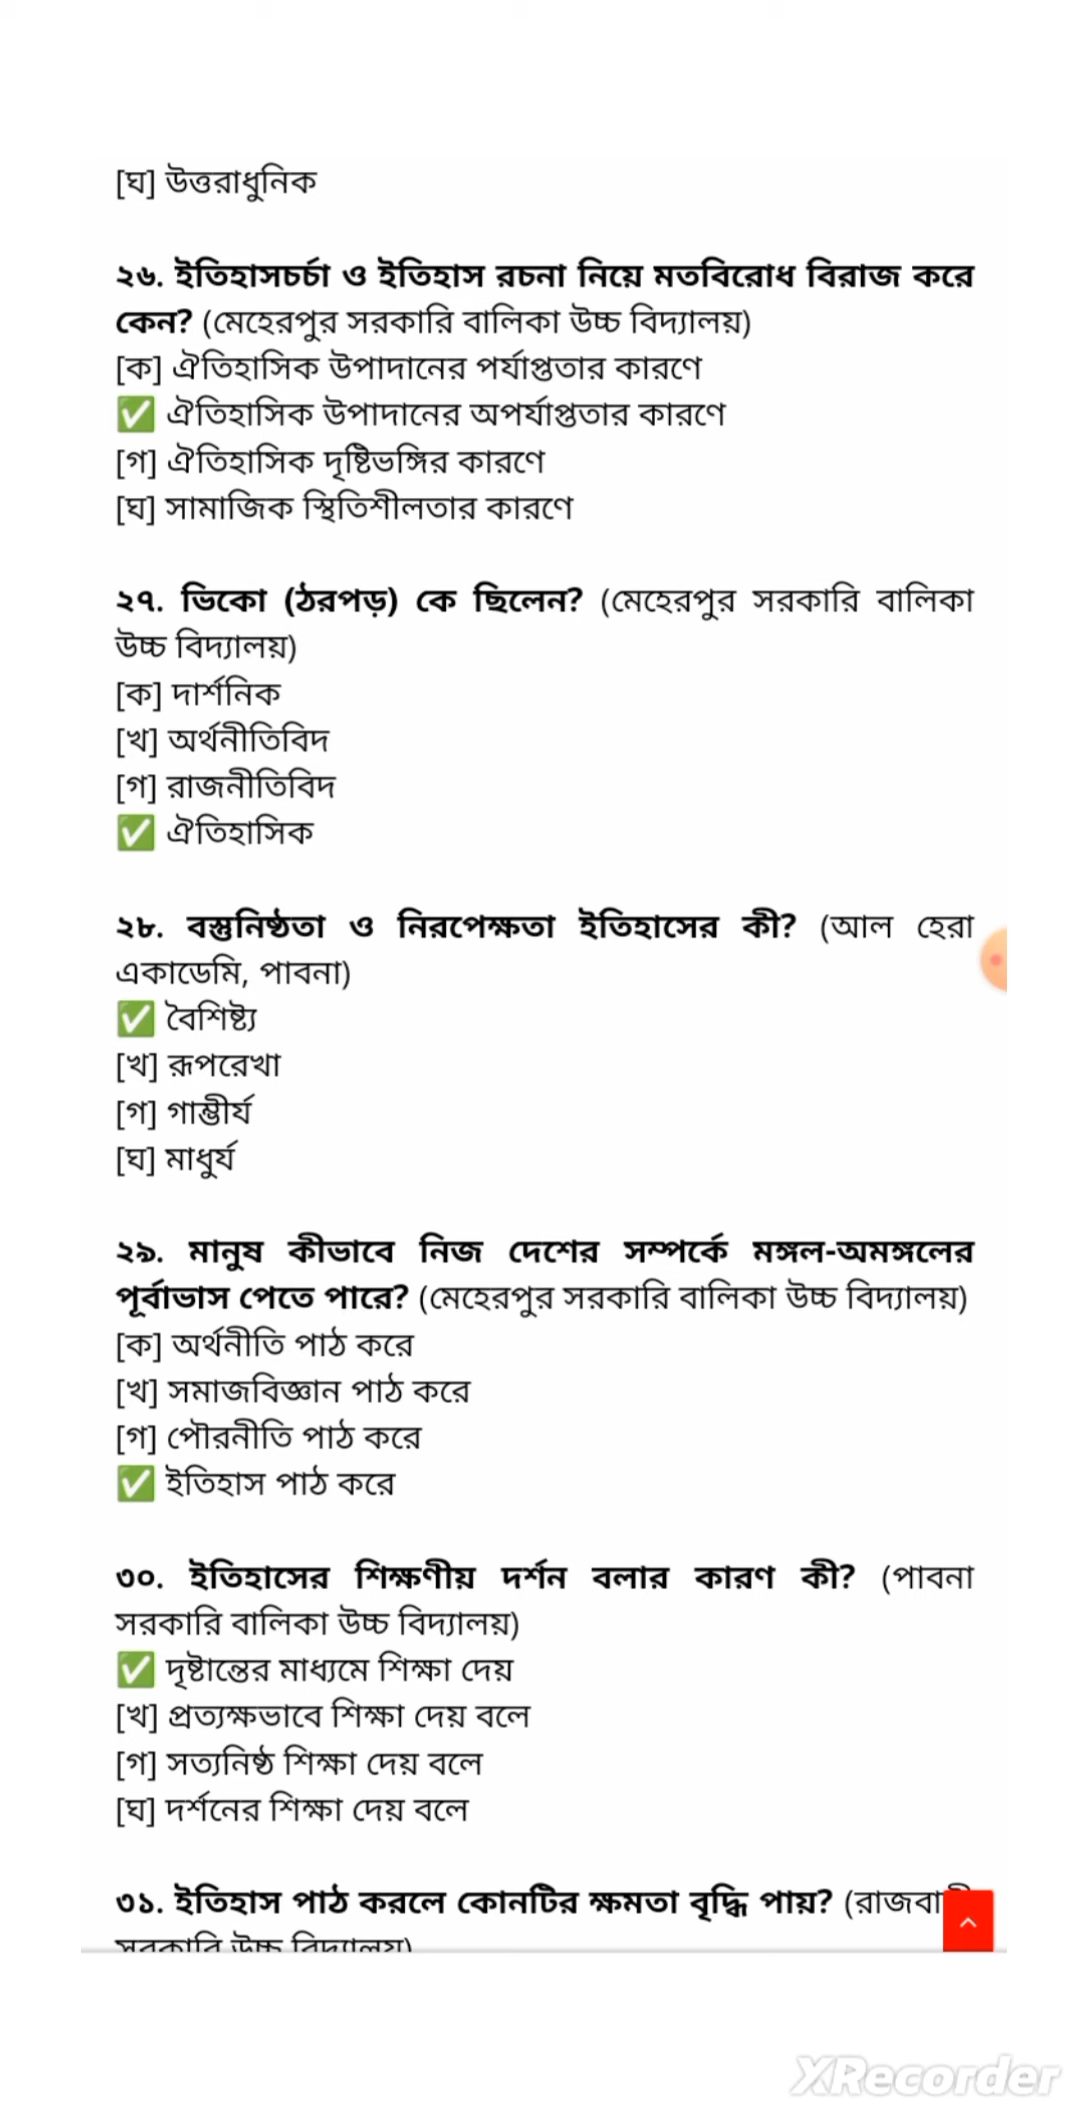 [ঘ] উত্তরাধুনিক
২৬. ইতিহাসচর্চা ও ইতিহাস রচনা নিয়ে মতবিরোধ বিরাজ করে
কেন? (মেহেরপুর সরকারি বালিকা উচ্চ বিদ্যালয়)
[ক] ঐতিহাসিক উপাদানের পর্যাপ্ততার কারণে
✅ ঐতিহাসিক উপাদানের অপর্যাপ্ততার কারণে
[গ] ঐতিহাসিক দৃষ্টিভঙ্গির কারণে
[ঘ] সামাজিক স্থিতিশীলতার কারণে
২৭. ভিকো (ঠরপড়) কে ছিলেন? (মেহেরপুর সরকারি বালিকা
উচ্চ বিদ্যালয়)
[ক] দার্শনিক
[খ] অর্থনীতিবিদ
[গ] রাজনীতিবিদ
✅ ঐতিহাসিক
২৮. বস্তুনিষ্ঠতা ও নিরপেক্ষতা ইতিহাসের কী? (আল হেরা
একাডেমি, পাবনা)
✅ বৈশিষ্ট্য
[খ] রূপরেখা
[গ] গাম্ভীর্য
[ঘ] মাধুর্য
২৯. মানুষ কীভাবে নিজ দেশের সম্পর্কে মঙ্গল-অমঙ্গলের
পূর্বাভাস পেতে পারে? (মেহেরপুর সরকারি বালিকা উচ্চ বিদ্যালয়)
[ক] অর্থনীতি পাঠ করে
[খ] সমাজবিজ্ঞান পাঠ করে
[গ] পৌরনীতি পাঠ করে
✅ ইতিহাস পাঠ করে
৩০. ইতিহাসের শিক্ষণীয় দর্শন বলার কারণ কী? (পাবনা
সরকারি বালিকা উচ্চ বিদ্যালয়)
✅ দৃষ্টান্তের মাধ্যমে শিক্ষা দেয়
[খ] প্রত্যক্ষভাবে শিক্ষা দেয় বলে
[গ] সত্যনিষ্ঠ শিক্ষা দেয় বলে
[ঘ] দর্শনের শিক্ষা দেয় বলে
৩১. ইতিহাস পাঠ করলে কোনটির ক্ষমতা বৃদ্ধি পায়?
সরকারি উচ্চ বিদ্যালয়)
XRecorder